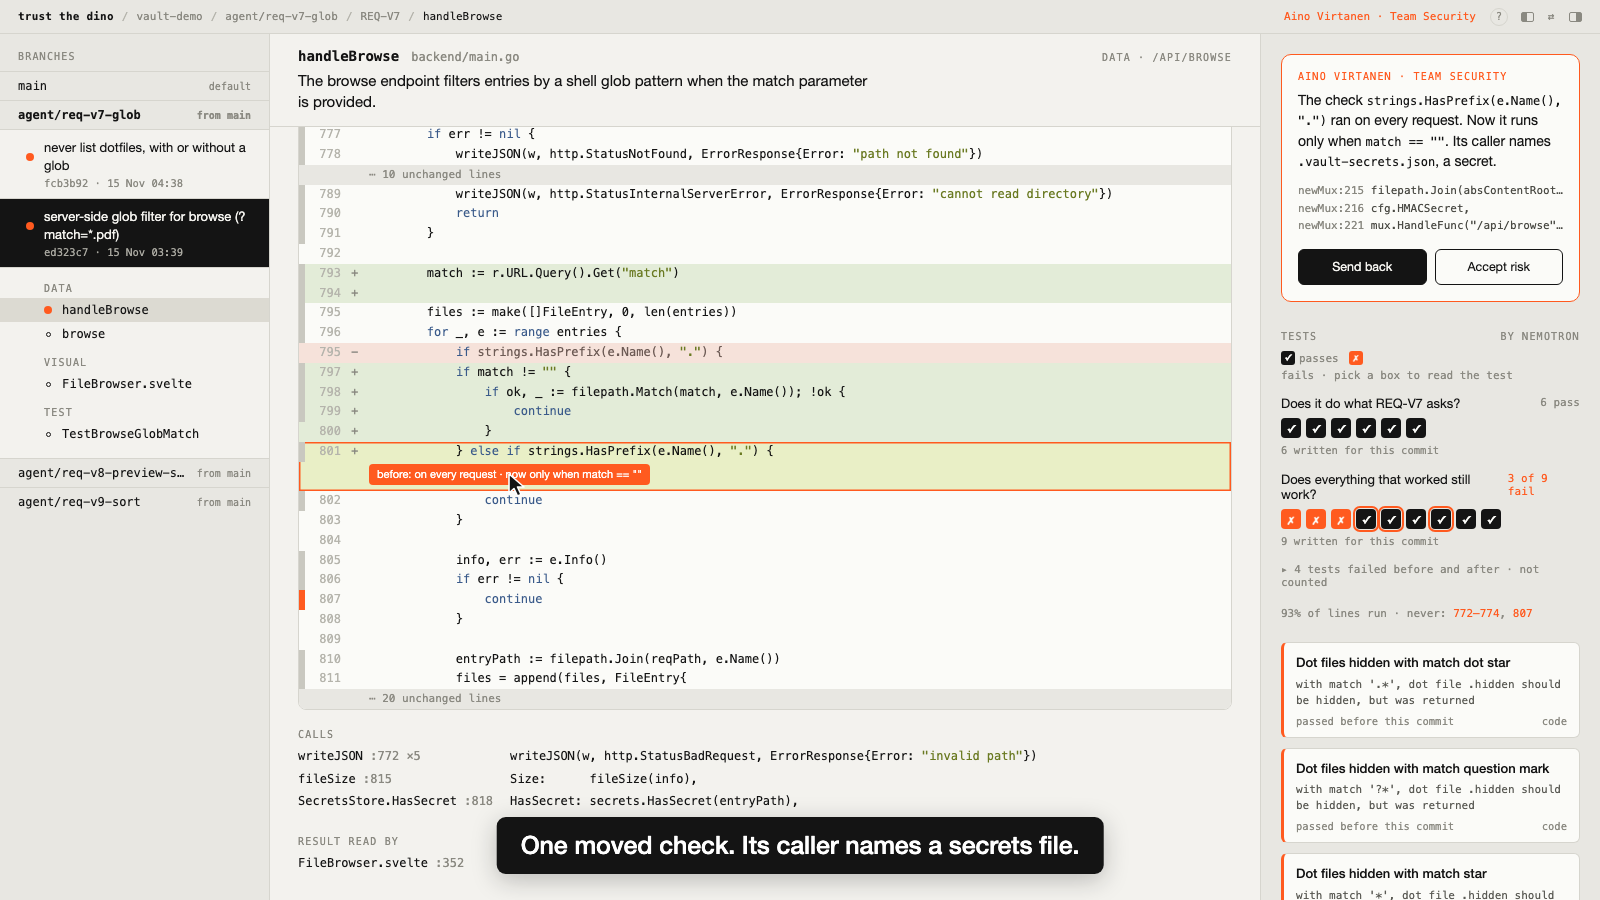 trust the dino / vault-demo / agent/req-v7-glob / REQ-V7 / handleBrowse
Aino Virtanen · Team Security ?
BRANCHES
main default
agent/req-v7-glob from main
never list dotfiles, with or without a
glob
fcb3b92 · 15 Nov 04:38
server-side glob filter for browse (?
match=*.pdf)
ed323c7 · 15 Nov 03:39
DATA
handleBrowse
browse
VISUAL
FileBrowser.svelte
TEST
TestBrowseGlobMatch
agent/req-v8-preview-s… from main
agent/req-v9-sort from main
handleBrowse backend/main.go DATA · /API/BROWSE
The browse endpoint filters entries by a shell glob pattern when the match parameter
is provided.
777 if err != nil {
778 writeJSON(w, http.StatusNotFound, ErrorResponse{Error: "path not found"})
⋯ 10 unchanged lines
789 writeJSON(w, http.StatusInternalServerError, ErrorResponse{Error: "cannot read directory"})
790 return
791 }
792
793 + match := r.URL.Query().Get("match")
794 +
795 files := make([]FileEntry, 0, len(entries))
796 for _, e := range entries {
795 − if strings.HasPrefix(e.Name(), ".") {
797 + if match != "" {
798 + if ok, _ := filepath.Match(match, e.Name()); !ok {
799 + continue
800 + }
801 + } else if strings.HasPrefix(e.Name(), ".") {
before: on every request · now only when match == ""
802 continue
803 }
804
805 info, err := e.Info()
806 if err != nil {
807 continue
808 }
809
810 entryPath := filepath.Join(reqPath, e.Name())
811 files = append(files, FileEntry{
⋯ 20 unchanged lines
CALLS
writeJSON :772 ×5 writeJSON(w, http.StatusBadRequest, ErrorResponse{Error: "invalid path"})
fileSize :815 Size: fileSize(info),
SecretsStore.HasSecret :818 HasSecret: secrets.HasSecret(entryPath),
RESULT READ BY
FileBrowser.svelte :352
One moved check. Its caller names a secrets file.
AINO VIRTANEN · TEAM SECURITY
The check strings.HasPrefix(e.Name(),
".") ran on every request. Now it runs
only when match == "". Its caller names
.vault-secrets.json, a secret.
newMux:215 filepath.Join(absContentRoot…
newMux:216 cfg.HMACSecret,
newMux:221 mux.HandleFunc("/api/browse"…
Send back Accept risk
TESTS BY NEMOTRON
✓ passes ✗
fails · pick a box to read the test
Does it do what REQ-V7 asks? 6 pass
✓ ✓ ✓ ✓ ✓ ✓
6 written for this commit
Does everything that worked still
work?
3 of 9
fail
✗ ✗ ✗ ✓ ✓ ✓ ✓ ✓ ✓
9 written for this commit
▸ 4 tests failed before and after · not
counted
93% of lines run · never: 772–774, 807
Dot files hidden with match dot star
with match '.*', dot file .hidden should
be hidden, but was returned
passed before this commit code
Dot files hidden with match question mark
with match '?*', dot file .hidden should
be hidden, but was returned
passed before this commit code
Dot files hidden with match star
with match '*', dot file .hidden should